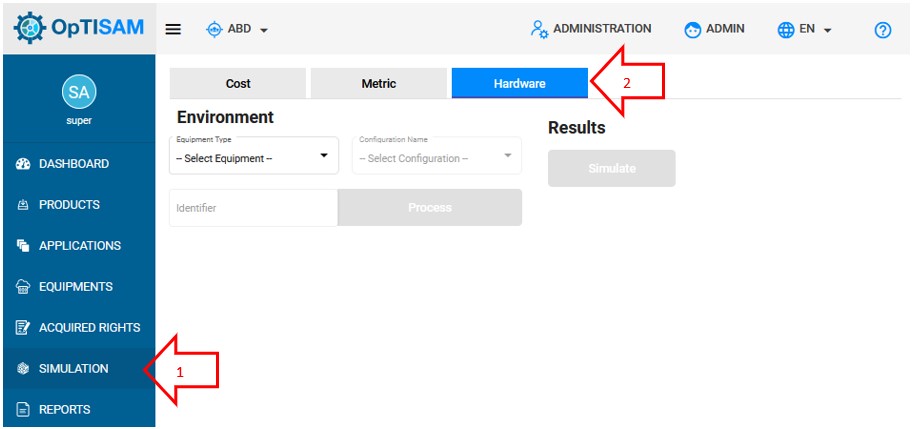 OpTISAM
ABD
ADMINISTRATION
ADMIN
EN
?
SA
super
DASHBOARD
PRODUCTS
APPLICATIONS
EQUIPMENTS
ACQUIRED RIGHTS
SIMULATION
REPORTS
1
Cost Metric Hardware
2
Environment
Equipment Type
-- Select Equipment --
Configuration Name
-- Select Configuration --
Identifier
Process
Results
Simulate